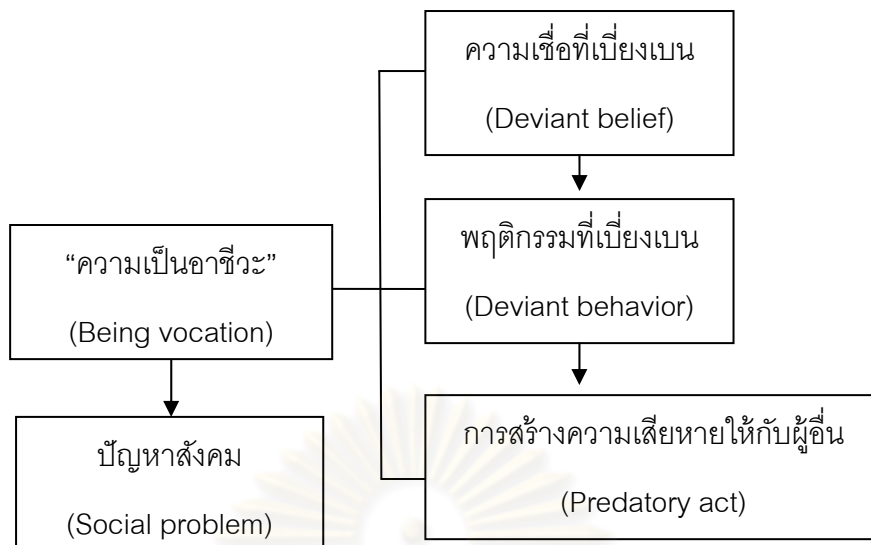 ความเชื่อที่เบี่ยงเบน
(Deviant belief)
พฤติกรรมที่เบี่ยงเบน
(Deviant behavior)
“ความเป็นอาชีวะ”
(Being vocation)
การสร้างความเสียหายให้กับผู้อื่น
(Predatory act)
ปัญหาสังคม
(Social problem)